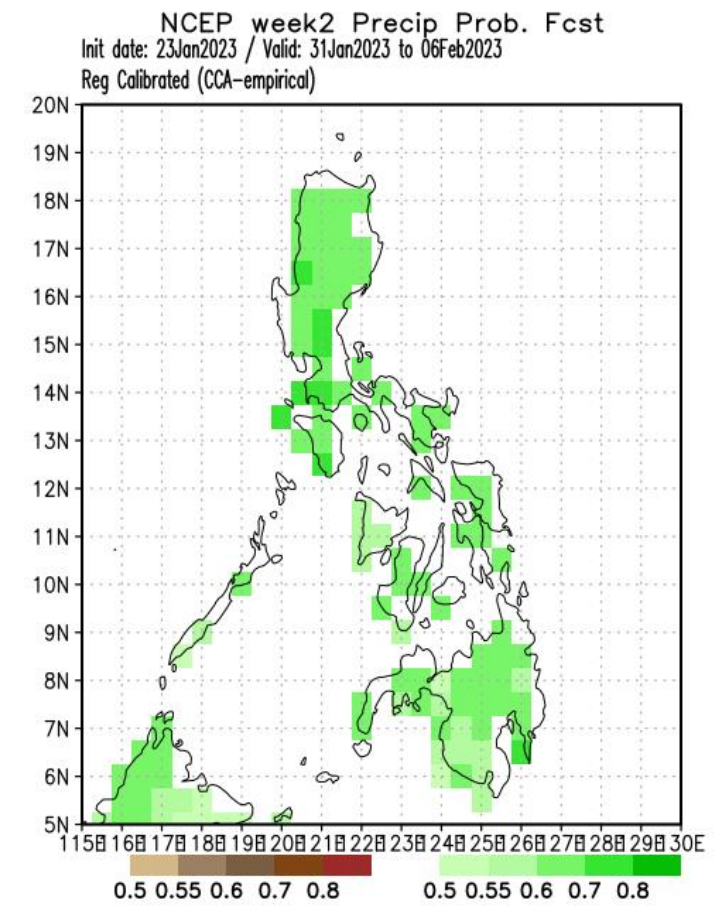 NCEP week2 Precip Prob. Fcst
Init date: 23Jan2023 / Valid: 31Jan2023 to 06Feb2023
Reg Calibrated (CCA-empirical)
20N
19N
18N
17N
16N
15N
14N
13N
12N
11N
10N
9N
8N
7N
6N
5N
115E 116E 117E 118E 119E 120E 121E 122E 123E 124E 125E 126E 127E 128E 129E 130E
0.5 0.55 0.6 0.7 0.8 0.5 0.55 0.6 0.7 0.8